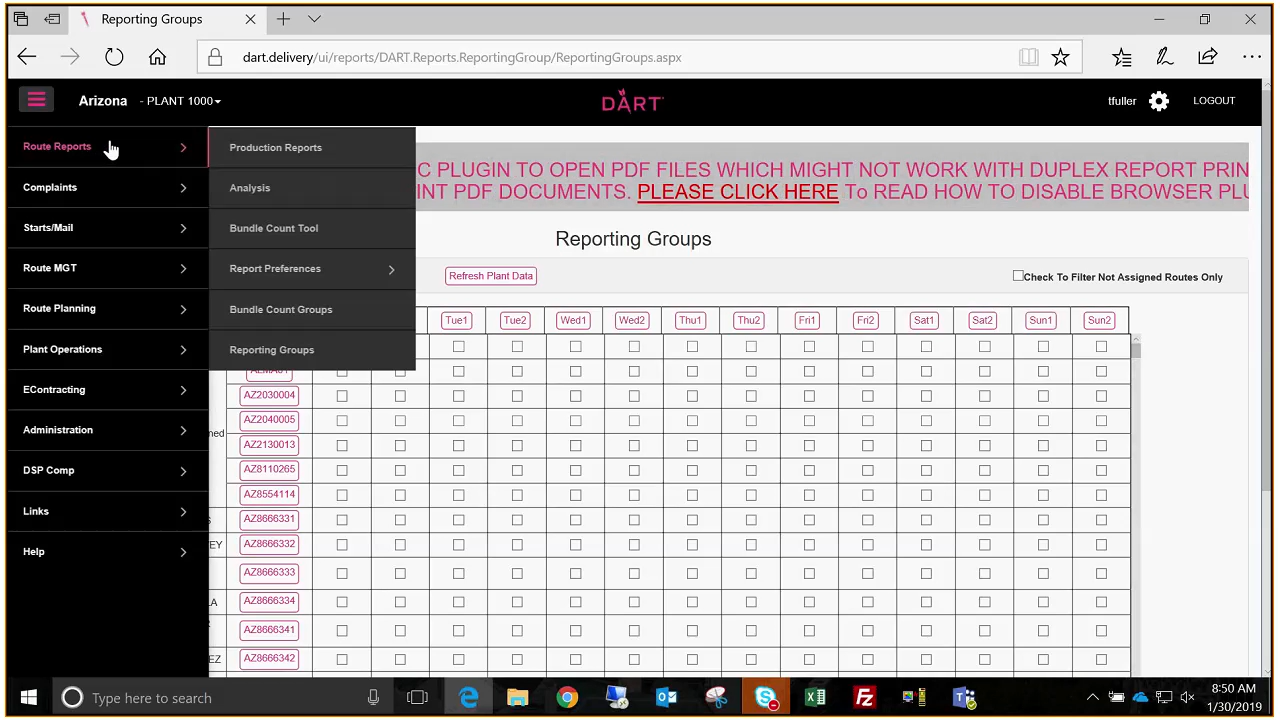 Reporting Groups
dart.delivery/ui/reports/DART.Reports.ReportingGroup/ReportingGroups.aspx
Arizona - PLANT 1000
DART
tfuller
LOGOUT
Route Reports
Complaints
Starts/Mail
Route MGT
Route Planning
Plant Operations
EContracting
Administration
DSP Comp
Links
Help
Production Reports
Analysis
Bundle Count Tool
Report Preferences
Bundle Count Groups
Reporting Groups
C PLUGIN TO OPEN PDF FILES WHICH MIGHT NOT WORK WITH DUPLEX REPORT PRIN
INT PDF DOCUMENTS. PLEASE CLICK HERE To READ HOW TO DISABLE BROWSER PLU
Reporting Groups
Refresh Plant Data
Check To Filter Not Assigned Routes Only
Tue1 Tue2 Wed1 Wed2 Thu1 Thu2 Fri1 Fri2 Sat1 Sat2 Sun1 Sun2
AZ2030004
AZ2040005
ned
AZ2130013
AZ8110265
AZ8554114
S AZ8666331
EY AZ8666332
AZ8666333
LA AZ8666334
AZ8666341
EZ AZ8666342
Type here to search
8:50 AM
1/30/2019